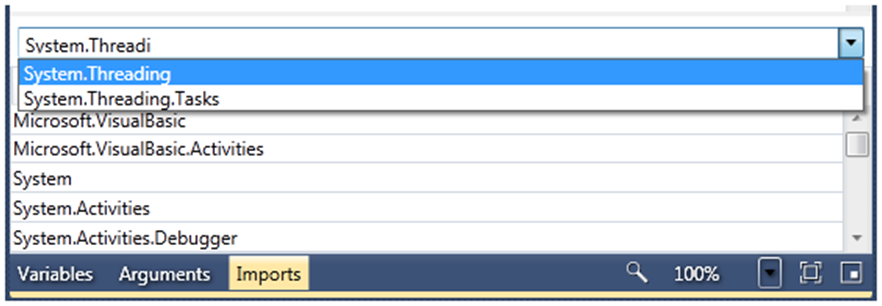 System.Threadi
System.Threading
System.Threading.Tasks
Microsoft.VisualBasic
Microsoft.VisualBasic.Activities
System
System.Activities
System.Activities.Debugger
Variables Arguments Imports 100%